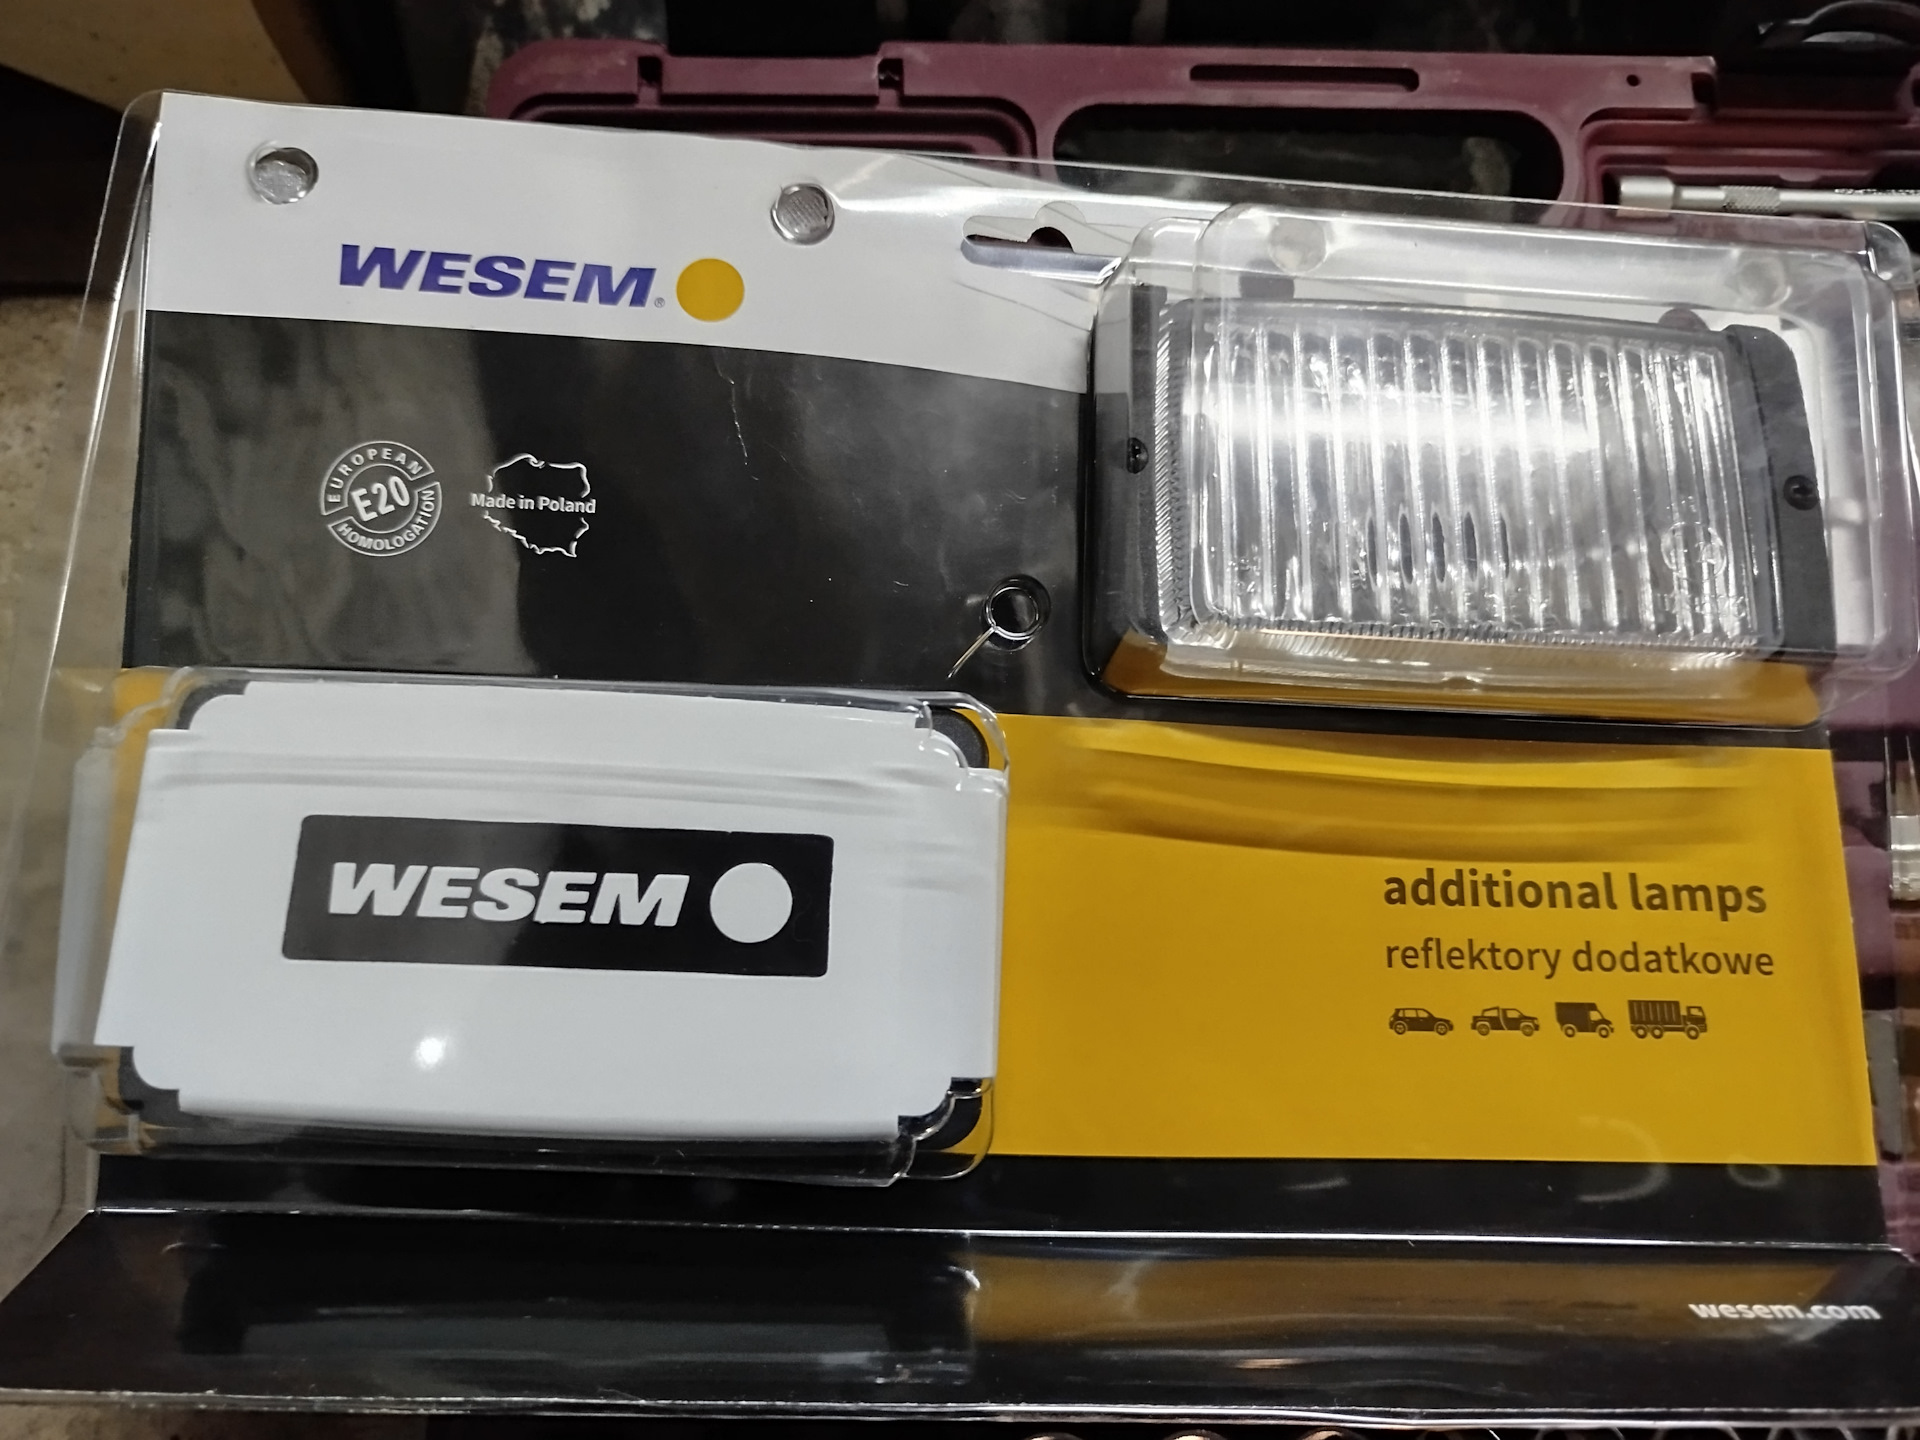 WESEM®
EUROPEAN
E20
HOMOLOGATION
Made in Poland
WESEM
additional lamps
reflektory dodatkowe
wesem.com